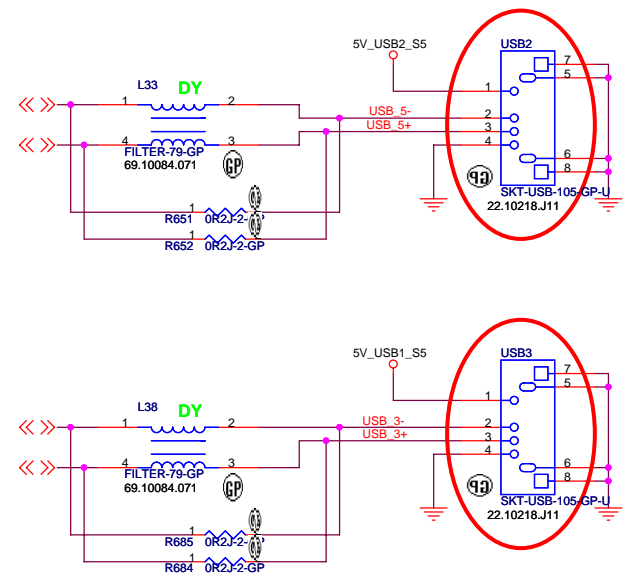 5V_USB2_S5
USB2
L33
DY
7
5
1
1
2
USB_5-
2
USB_5+
3
4
3
4
FILTER-79-GP
69.10084.071
GP
6
8
GP
SKT-USB-105-GP-U
22.10218.J11
1
R651
0R2J-2-GP
1
R652
0R2J-2-GP
5V_USB1_S5
USB3
L38
DY
7
5
1
1
2
USB_3-
2
USB_3+
3
4
3
4
FILTER-79-GP
69.10084.071
GP
6
8
GP
SKT-USB-105-GP-U
22.10218.J11
1
R685
0R2J-2-GP
1
R684
0R2J-2-GP